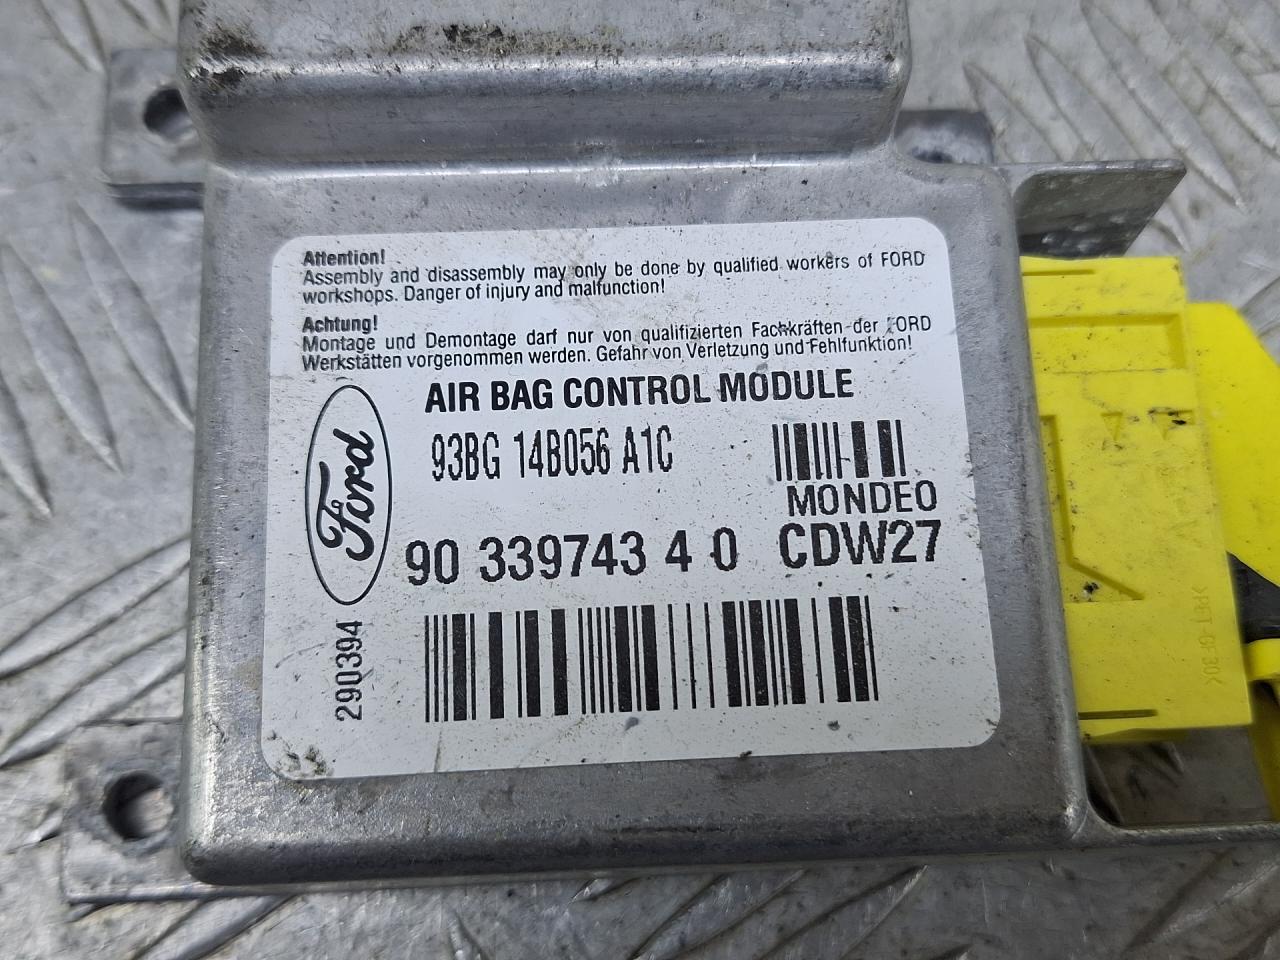 Attention!
Assembly and disassembly may only be done by qualified workers of FORD
workshops. Danger of injury and malfunction!
Achtung!
Montage und Demontage darf nur von qualifizierten Fachkräften der FORD
Werkstätten vorgenommen werden. Gefahr von Verletzung und Fehlfunktion!
AIR BAG CONTROL MODULE
93BG 14B056 A1C
MONDEO
Ford
90 339743 4 0 CDW27
290394
>PET-GF30<